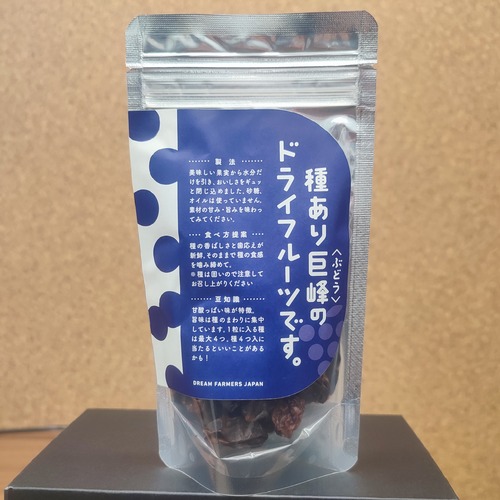 種あり巨峰の
〈ぶどう〉
ドライフルーツです。
製法
美味しい果実から水分だ
けを引き、おいしさをギュッ
と閉じ込めました。砂糖、
オイルは使っていません。
素材の甘み・旨みを味わっ
てみてください。
食べ方提案
種の香ばしさと歯応えが
新鮮。そのままで種の食感
を噛み締めて。
※種は固いので注意して
お召し上がりください
豆知識
甘酸っぱい味が特徴。
旨味は種のまわりに集中
しています。1粒に入る種
は最大4つ。種4つ入に
当たるといいことがある
かも!
DREAM FARMERS JAPAN